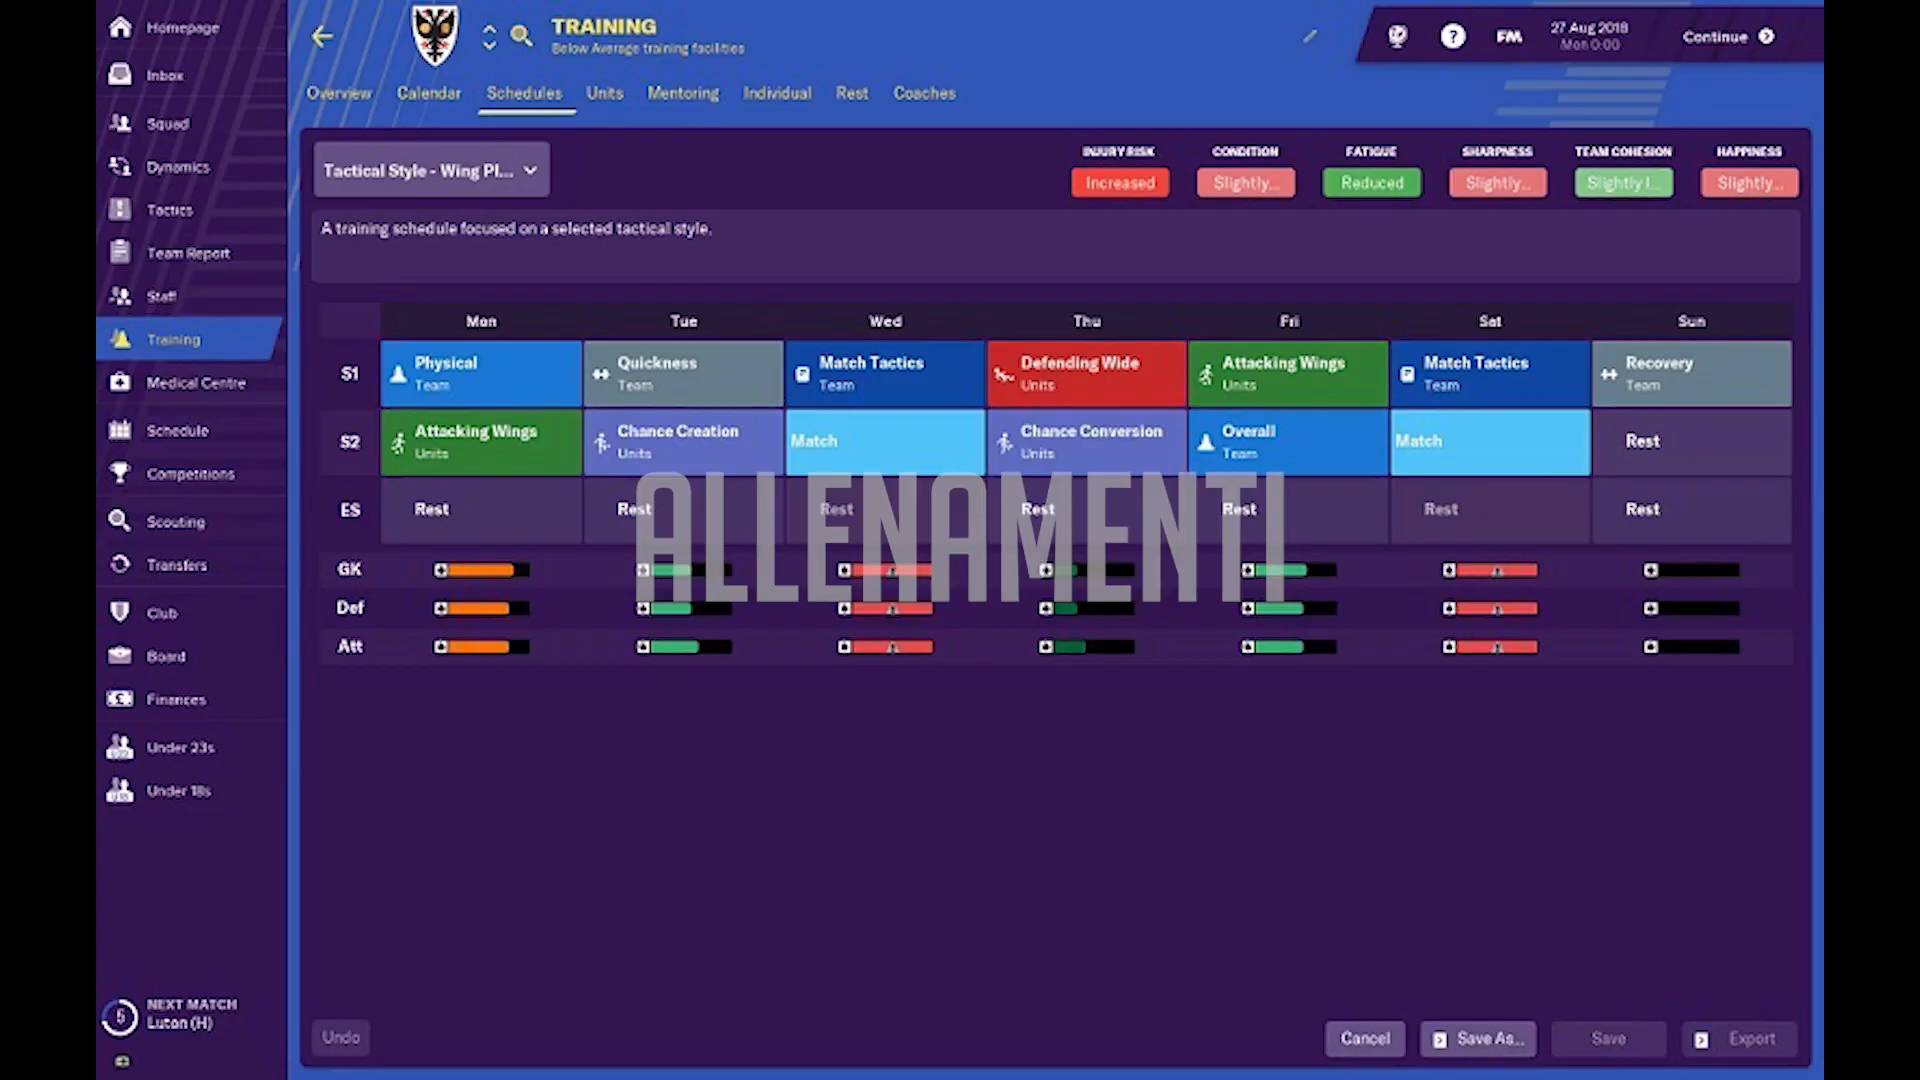 Homepage
Inbox
Squad
Dynamics
Tactics
Team Report
Staff
Training
Medical Centre
Schedule
Competitions
Scouting
Transfers
Club
Board
Finances
Under 23s
Under 18s
NEXT MATCH
5
Luton (H)
TRAINING
Below Average training facilities
? FM 27 Aug 2018
Mon 0:00
Continue
Overview Calendar Schedules Units Mentoring Individual Rest Coaches
Tactical Style - Wing Pl...
INJURY RISK CONDITION FATIGUE SHARPNESS TEAM COHESION HAPPINESS
Increased Slightly... Reduced Slightly... Slightly I... Slightly...
A training schedule focused on a selected tactical style.
Mon Tue Wed Thu Fri Sat Sun
S1 Physical Quickness Match Tactics Defending Wide Attacking Wings Match Tactics Recovery
Team Team Team Units Units Team Team
S2 Attacking Wings Chance Creation Match Chance Conversion Overall Match Rest
Units Units Units Team
ES Rest Rest Rest Rest Rest Rest Rest
ALLENAMENTI
GK
Def
Att
Undo Cancel Save As... Save Export